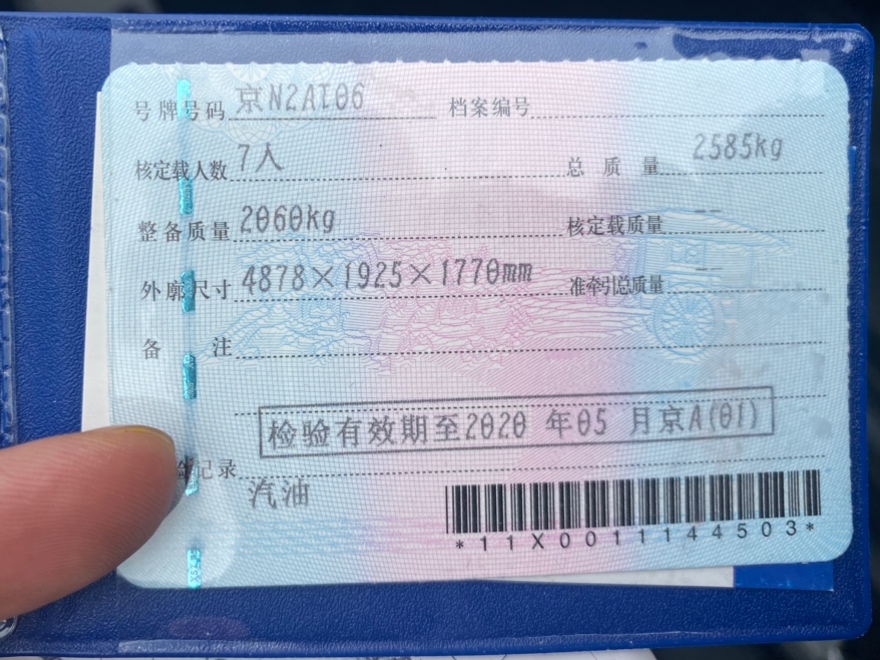 号牌号码 京N2AT06 档案编号
核定载人数 7人 总质量 2585kg
整备质量 2060kg 核定载质量 --
外廓尺寸 4878×1925×1770mm 准牵引总质量 --
备注
检验有效期至2020 年05 月京A(01)
记录
汽油
*11X0011144503*